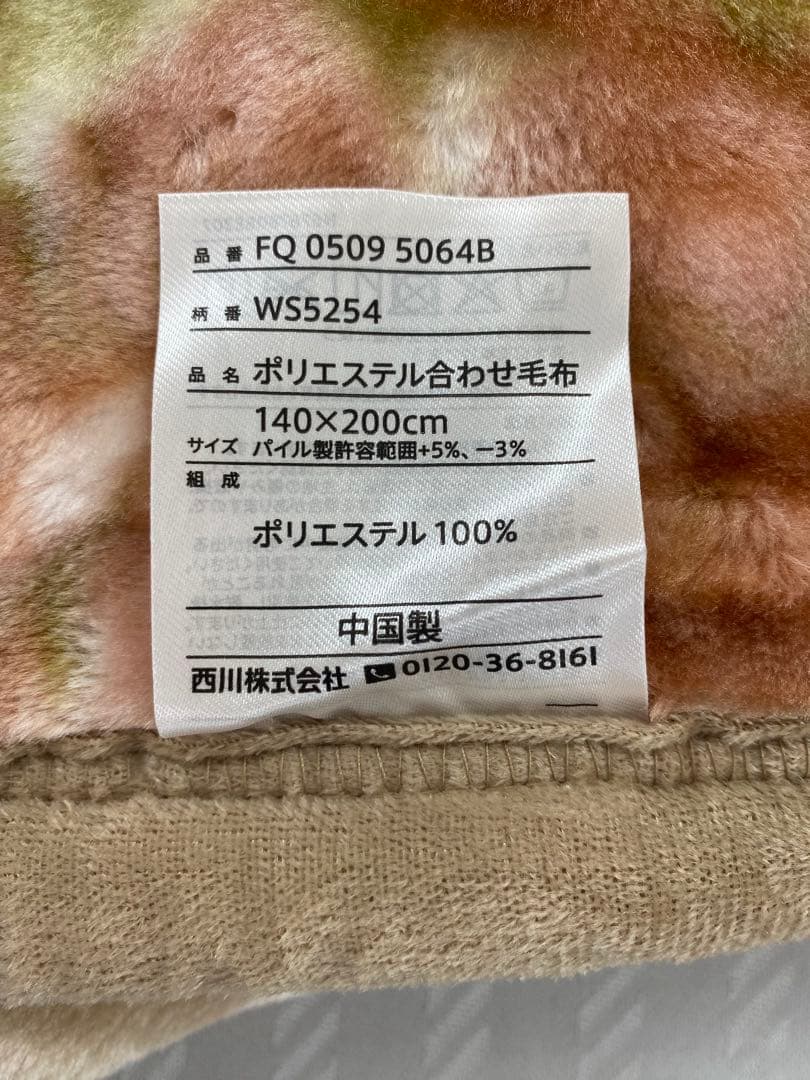 品番 FQ 0509 5064B
柄番 WS5254
品名 ポリエステル合わせ毛布
140×200cm
サイズ パイル製許容範囲+5%、−3%
組成
ポリエステル 100%
中国製
西川株式会社 0120-36-8161